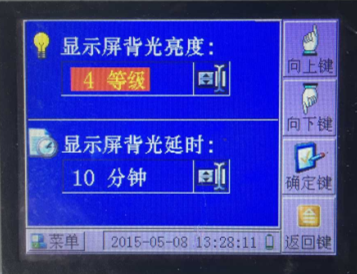 显示屏背光亮度:
4 等级
显示屏背光延时:
10 分钟
向上键
向下键
确定键
返回键
菜单
2015-05-08 13:28:11